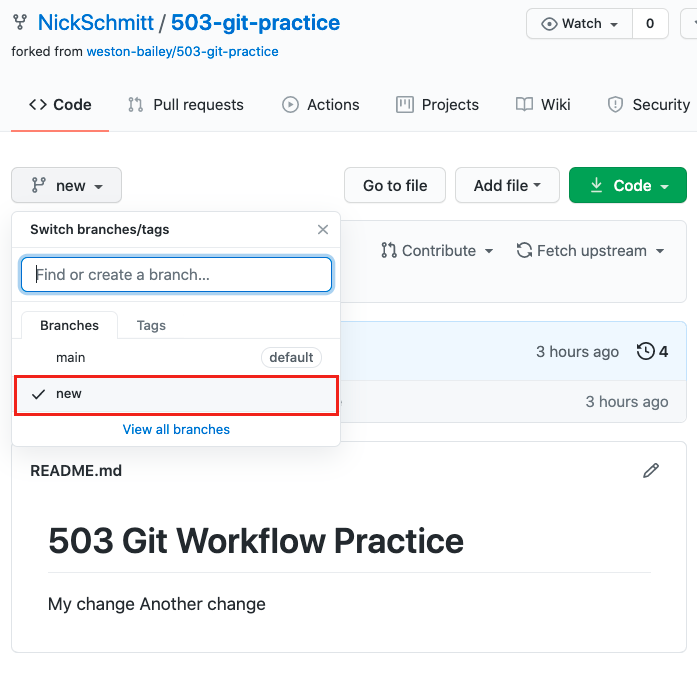 NickSchmitt / 503-git-practice
Watch 0
forked from weston-bailey/503-git-practice
Code Pull requests Actions Projects Wiki Security
new Go to file Add file Code
Switch branches/tags
Contribute Fetch upstream
Find or create a branch...
Branches Tags
main default
3 hours ago 4
new
3 hours ago
View all branches
README.md
503 Git Workflow Practice
My change Another change